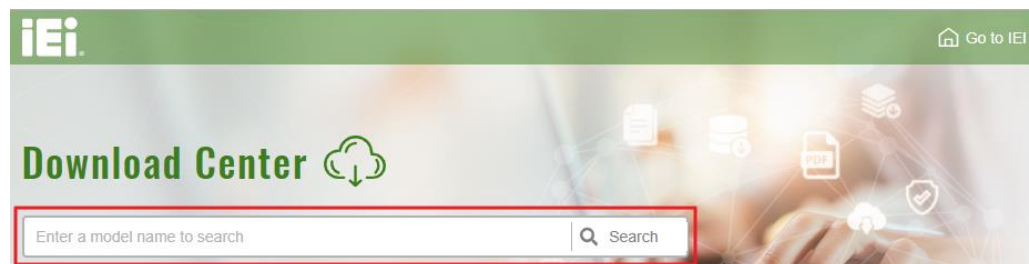 iEi.
Go to IEI
Download Center
Enter a model name to search
Search
PDF